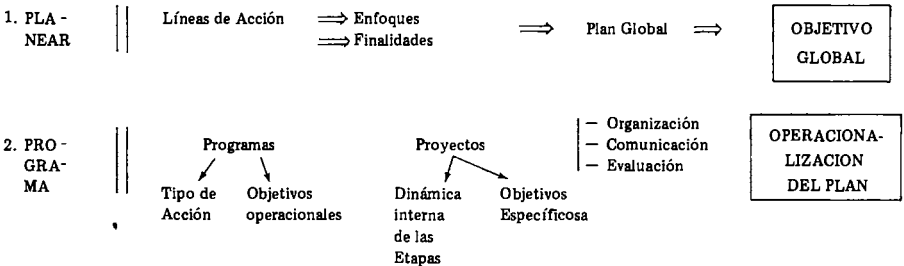 1. PLA -
NEAR
Líneas de Acción
⟹ Enfoques
⟹ Finalidades
⟹ Plan Global ⟹
OBJETIVO
GLOBAL
2. PRO -
GRA-
MA
Programas
Tipo de
Acción
Objetivos
operacionales
Proyectos
Dinámica
interna
de las
Etapas
Objetivos
Específicosa
— Organización
— Comunicación
— Evaluación
OPERACIONA-
LIZACION
DEL PLAN